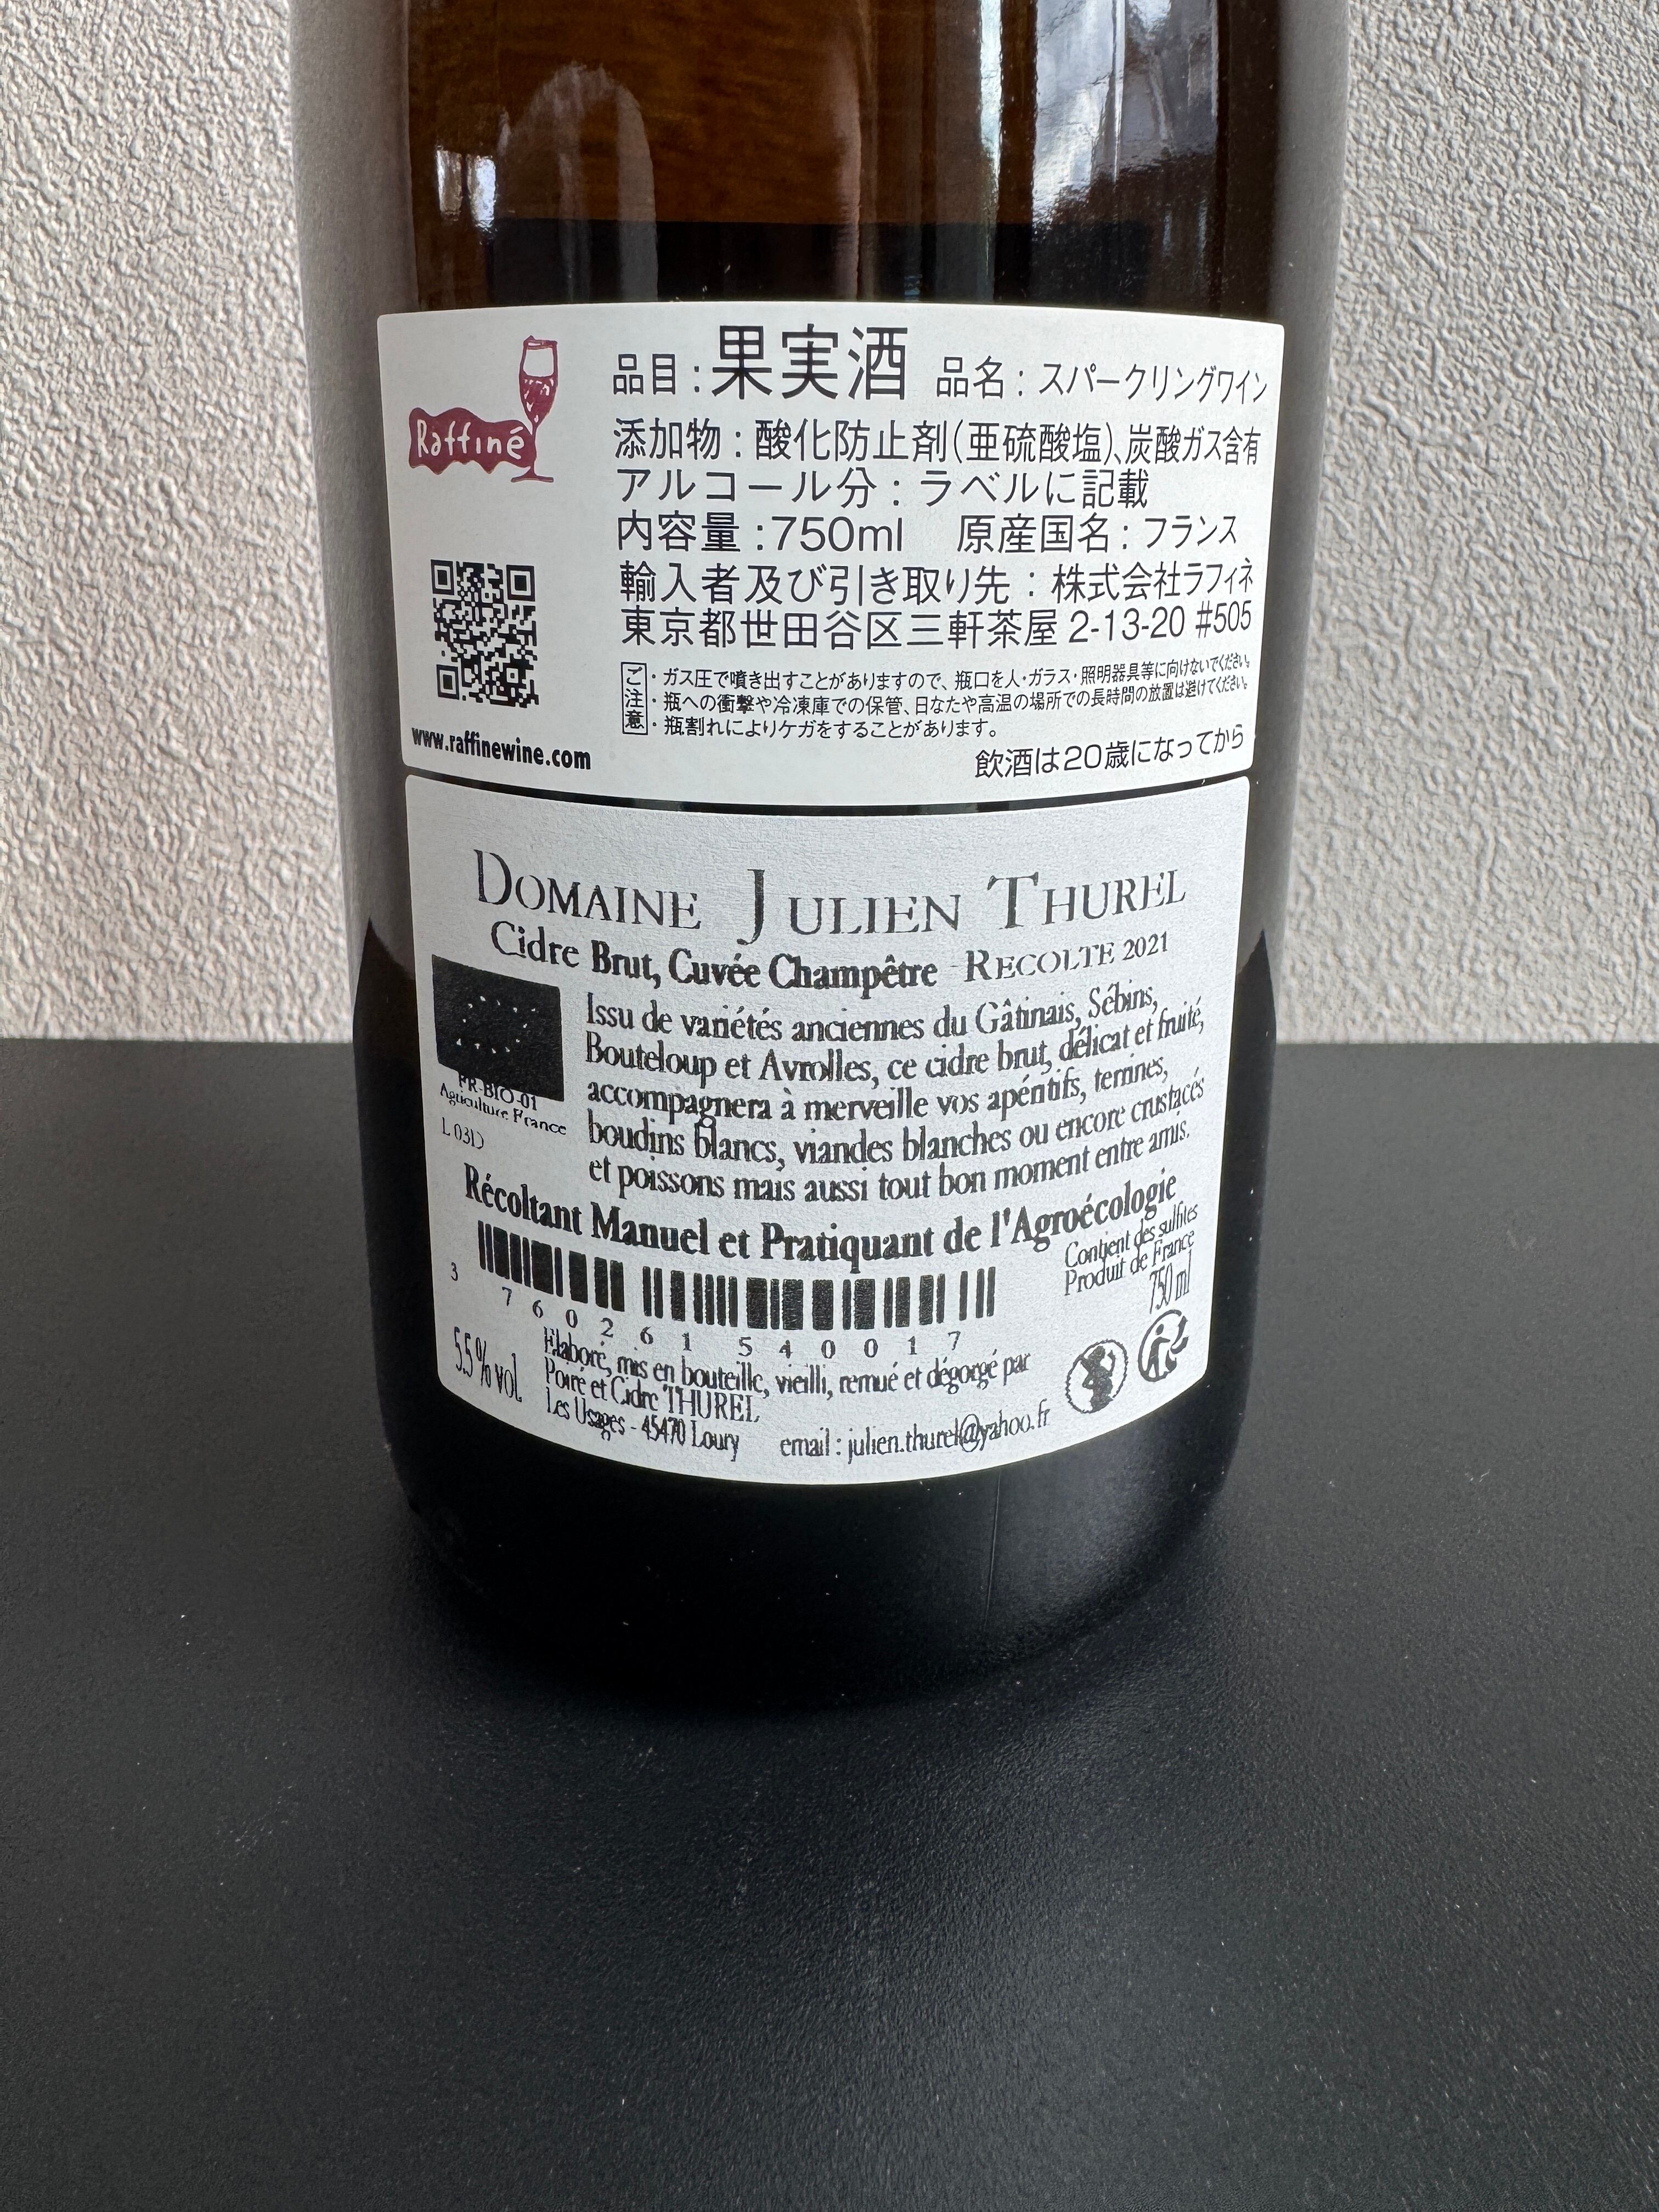 Raffiné
品目：果実酒 品名：スパークリングワイン
添加物：酸化防止剤（亜硫酸塩）、炭酸ガス含有
アルコール分：ラベルに記載
内容量：750ml 原産国名：フランス
輸入者及び引き取り先：株式会社ラフィネ
東京都世田谷区三軒茶屋 2-13-20 #505
ご注意
・ガス圧で噴き出すことがありますので、瓶口を人・ガラス・照明器具等に向けないでください。
・瓶への衝撃や冷凍庫での保管、日なたや高温の場所での長時間の放置は避けてください。
・瓶割れによりケガをすることがあります。
www.raffinewine.com
飲酒は20歳になってから
DOMAINE JULIEN THUREL
Cidre Brut, Cuvée Champêtre - RECOLTE 2021
Issu de variétés anciennes du Gâtinais, Sébins,
Bouteloup et Avrolles, ce cidre brut, délicat et fruité,
accompagnera à merveille vos apéritifs, terrines,
boudins blancs, viandes blanches ou encore crustacés
et poissons mais aussi tout bon moment entre amis.
FR-BIO-01
Agriculture France
L 03D
Récoltant Manuel et Pratiquant de l'Agroécologie
Contient des sulfites
Produit de France
750 ml
3 760261 540017
5.5 % vol.
Elaboré, mis en bouteille, vieilli, remué et dégorgé par
Poiré et Cidre THUREL
Les Usages - 45470 Loury email : julien.thurel@yahoo.fr